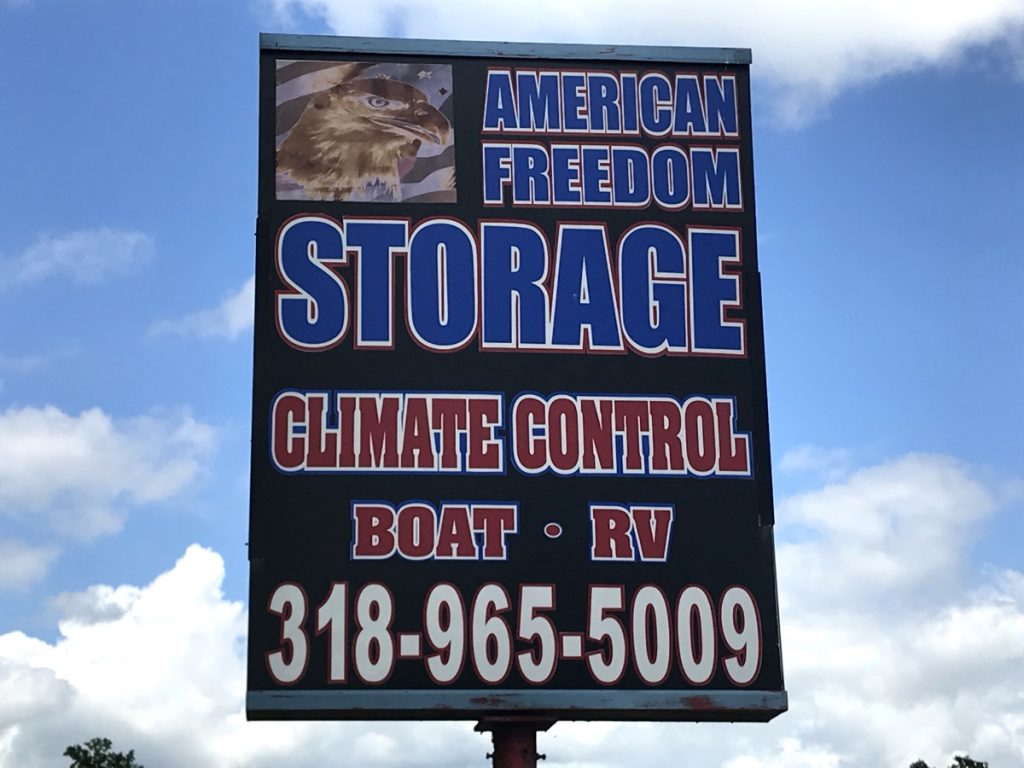 AMERICAN
FREEDOM
STORAGE
CLIMATE CONTROL
BOAT • RV
318-965-5009